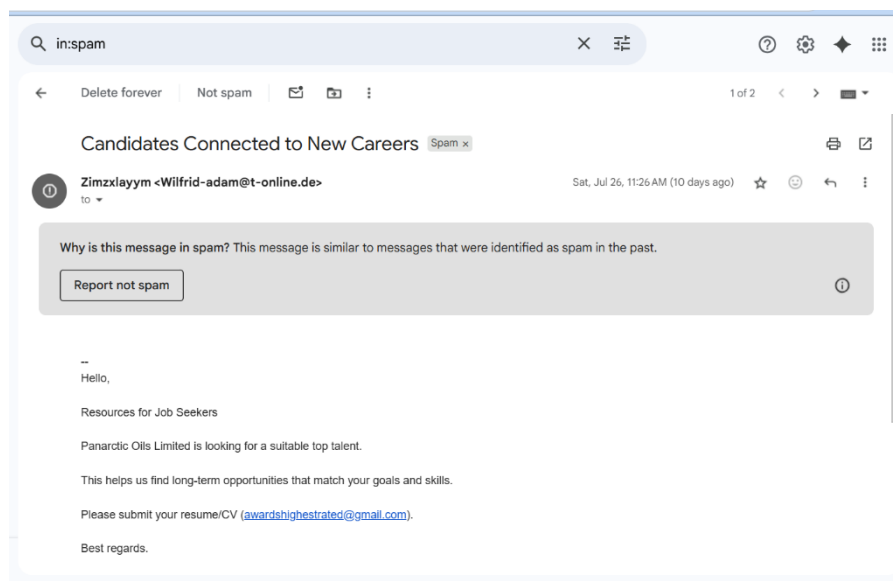 in:spam
Delete forever Not spam 1 of 2
Candidates Connected to New Careers Spam ×
Zimzxlayym <Wilfrid-adam@t-online.de> Sat, Jul 26, 11:26 AM (10 days ago)
to
Why is this message in spam? This message is similar to messages that were identified as spam in the past.
Report not spam
--
Hello,
Resources for Job Seekers
Panarctic Oils Limited is looking for a suitable top talent.
This helps us find long-term opportunities that match your goals and skills.
Please submit your resume/CV (awardshighestrated@gmail.com).
Best regards.